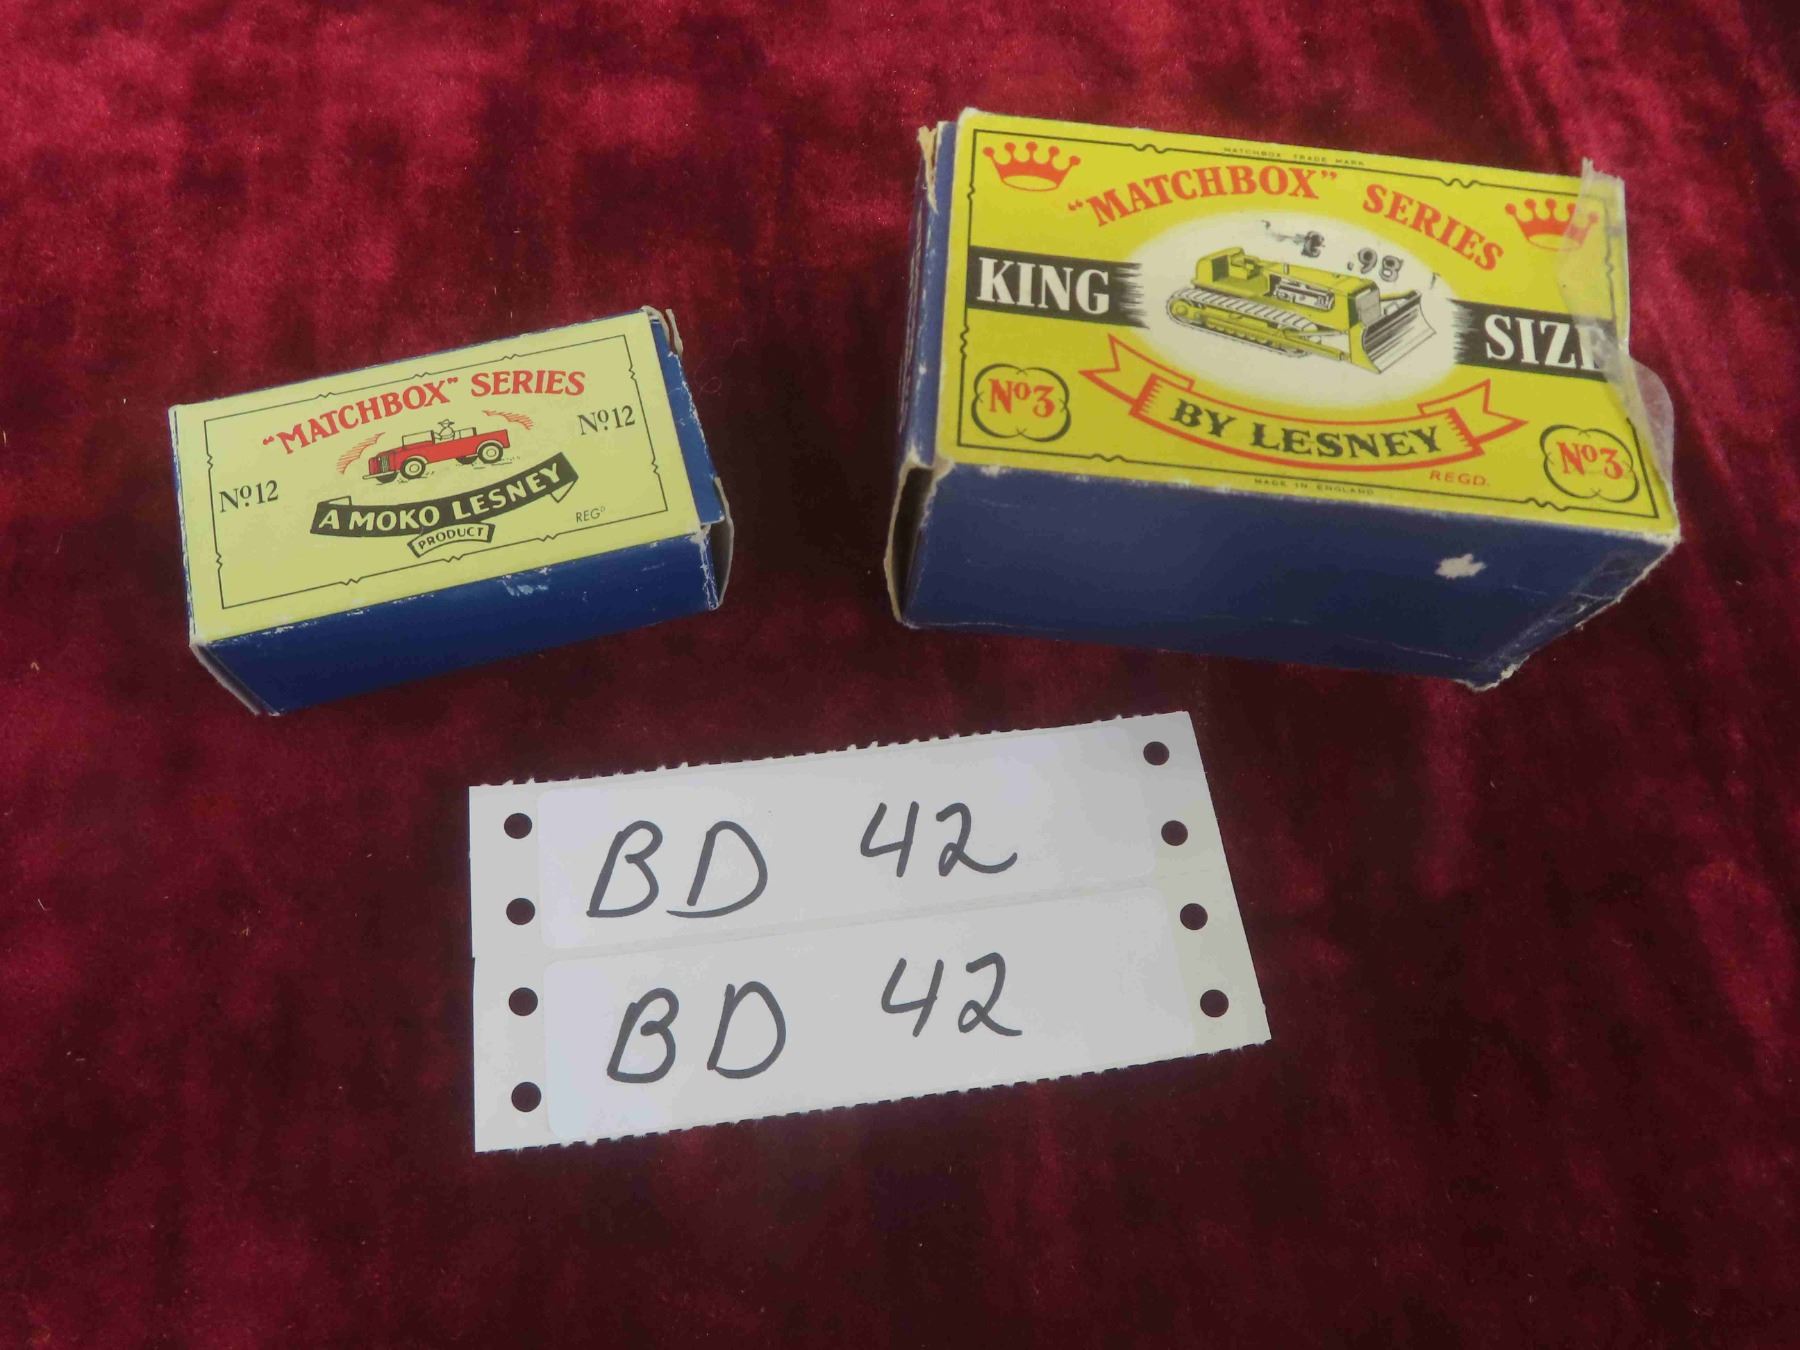 "MATCHBOX" SERIES
Nº12
Nº12
A MOKO LESNEY
PRODUCT
REGD
MATCHBOX TRADE MARK
"MATCHBOX" SERIES
.98
KING SIZE
Nº3
BY LESNEY
REGD.
Nº3
MADE IN ENGLAND
BD 42
BD 42